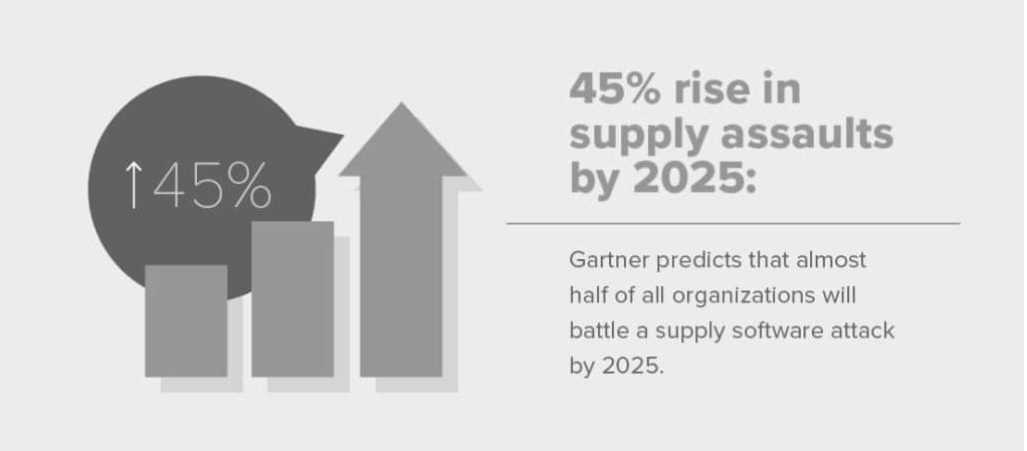 ↑45%
45% rise in
supply assaults
by 2025:
Gartner predicts that almost
half of all organizations will
battle a supply software attack
by 2025.